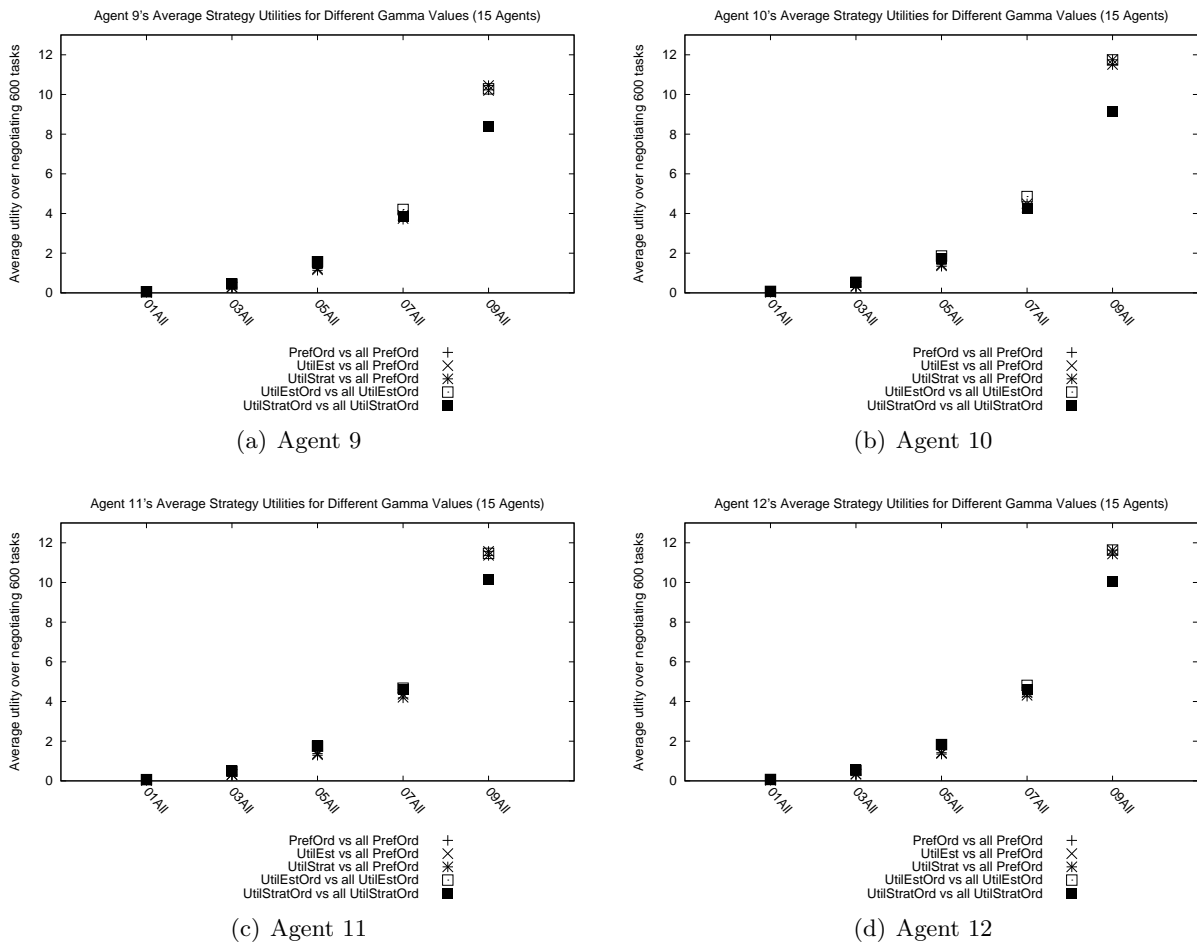 Agent 9's Average Strategy Utilities for Different Gamma Values (15 Agents)
Average utlity over negotiating 600 tasks
12
10
8
6
4
2
0
01All
03All
05All
07All
09All
PrefOrd vs all PrefOrd
UtilEst vs all PrefOrd
UtilStrat vs all PrefOrd
UtilEstOrd vs all UtilEstOrd
UtilStratOrd vs all UtilStratOrd
(a) Agent 9
Agent 10's Average Strategy Utilities for Different Gamma Values (15 Agents)
Average utlity over negotiating 600 tasks
12
10
8
6
4
2
0
01All
03All
05All
07All
09All
PrefOrd vs all PrefOrd
UtilEst vs all PrefOrd
UtilStrat vs all PrefOrd
UtilEstOrd vs all UtilEstOrd
UtilStratOrd vs all UtilStratOrd
(b) Agent 10
Agent 11's Average Strategy Utilities for Different Gamma Values (15 Agents)
Average utlity over negotiating 600 tasks
12
10
8
6
4
2
0
01All
03All
05All
07All
09All
PrefOrd vs all PrefOrd
UtilEst vs all PrefOrd
UtilStrat vs all PrefOrd
UtilEstOrd vs all UtilEstOrd
UtilStratOrd vs all UtilStratOrd
(c) Agent 11
Agent 12's Average Strategy Utilities for Different Gamma Values (15 Agents)
Average utlity over negotiating 600 tasks
12
10
8
6
4
2
0
01All
03All
05All
07All
09All
PrefOrd vs all PrefOrd
UtilEst vs all PrefOrd
UtilStrat vs all PrefOrd
UtilEstOrd vs all UtilEstOrd
UtilStratOrd vs all UtilStratOrd
(d) Agent 12